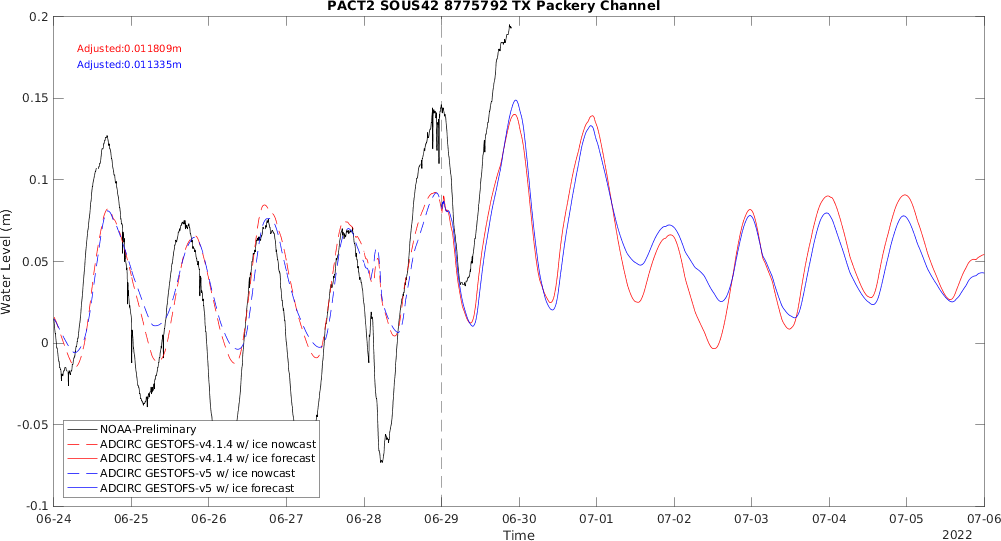 PACT2 SOUS42 8775792 TX Packery Channel
0.2
Adjusted:0.011809m
Adjusted:0.011335m
0.15
0.1
0.05
0
-0.05
-0.1
Water Level (m)
NOAA-Preliminary
ADCIRC GESTOFS-v4.1.4 w/ ice nowcast
ADCIRC GESTOFS-v4.1.4 w/ ice forecast
ADCIRC GESTOFS-v5 w/ ice nowcast
ADCIRC GESTOFS-v5 w/ ice forecast
06-24 06-25 06-26 06-27 06-28 06-29 06-30 07-01 07-02 07-03 07-04 07-05 07-06
Time
2022